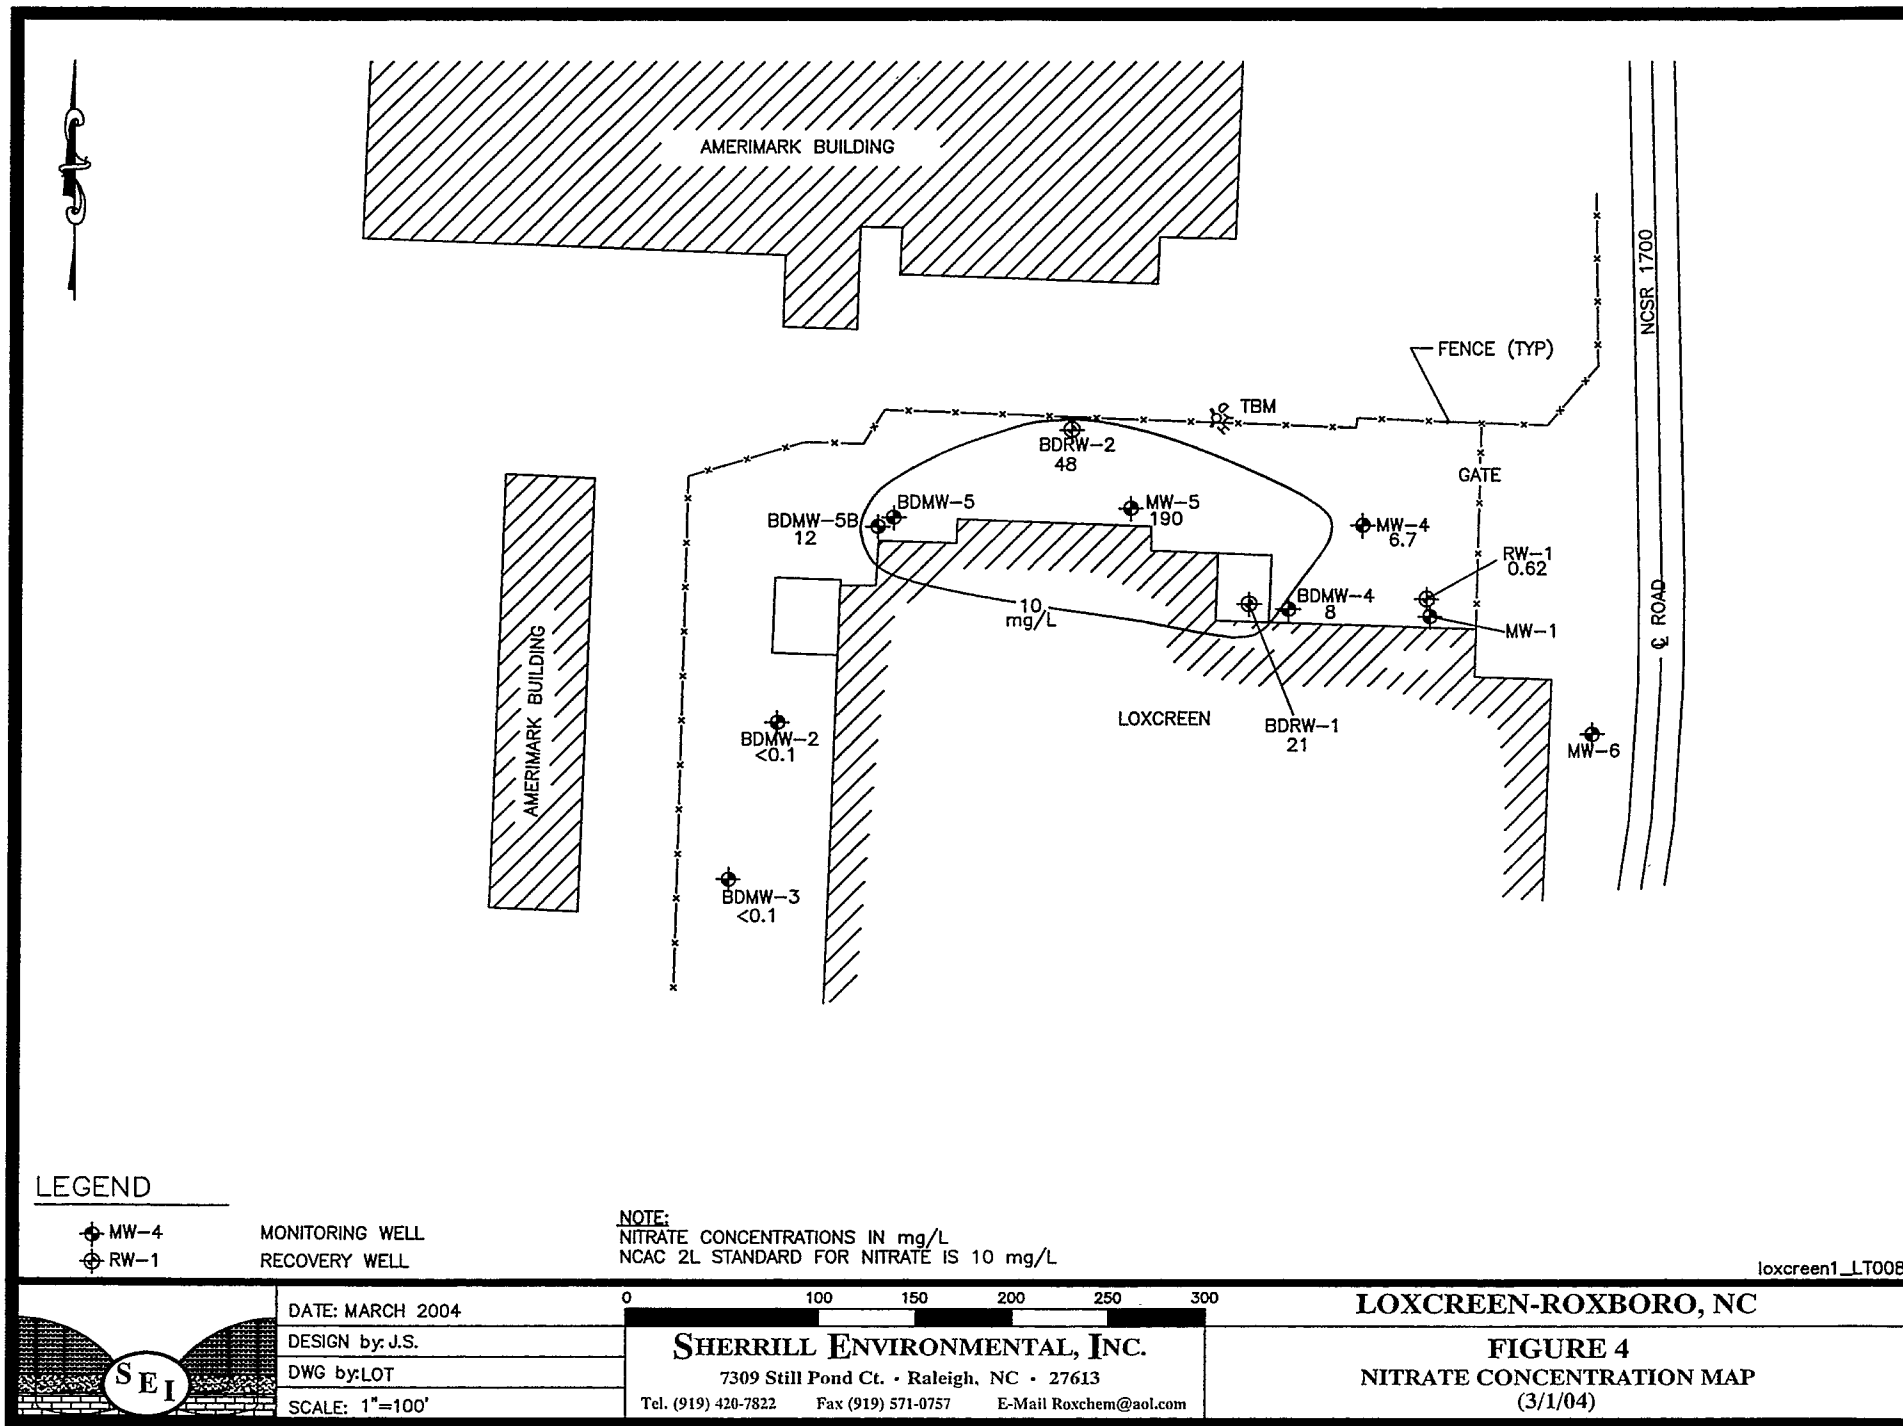 AMERIMARK BUILDING
NCSR 1700
FENCE (TYP)
TBM
BDRW-2
48
GATE
BDMW-5
BDMW-5B
12
MW-5
190
MW-4
6.7
RW-1
0.62
10
mg/L
BDMW-4
8
MW-1
℄ ROAD
AMERIMARK BUILDING
LOXCREEN
BDRW-1
21
BDMW-2
<0.1
MW-6
BDMW-3
<0.1
LEGEND
MW-4 MONITORING WELL
RW-1 RECOVERY WELL
NOTE:
NITRATE CONCENTRATIONS IN mg/L
NCAC 2L STANDARD FOR NITRATE IS 10 mg/L
loxcreen1_LT008
SEI
DATE: MARCH 2004
DESIGN by: J.S.
DWG by: LOT
SCALE: 1"=100'
0 100 150 200 250 300
SHERRILL ENVIRONMENTAL, INC.
7309 Still Pond Ct. • Raleigh, NC • 27613
Tel. (919) 420-7822 Fax (919) 571-0757 E-Mail Roxchem@aol.com
LOXCREEN-ROXBORO, NC
FIGURE 4
NITRATE CONCENTRATION MAP
(3/1/04)